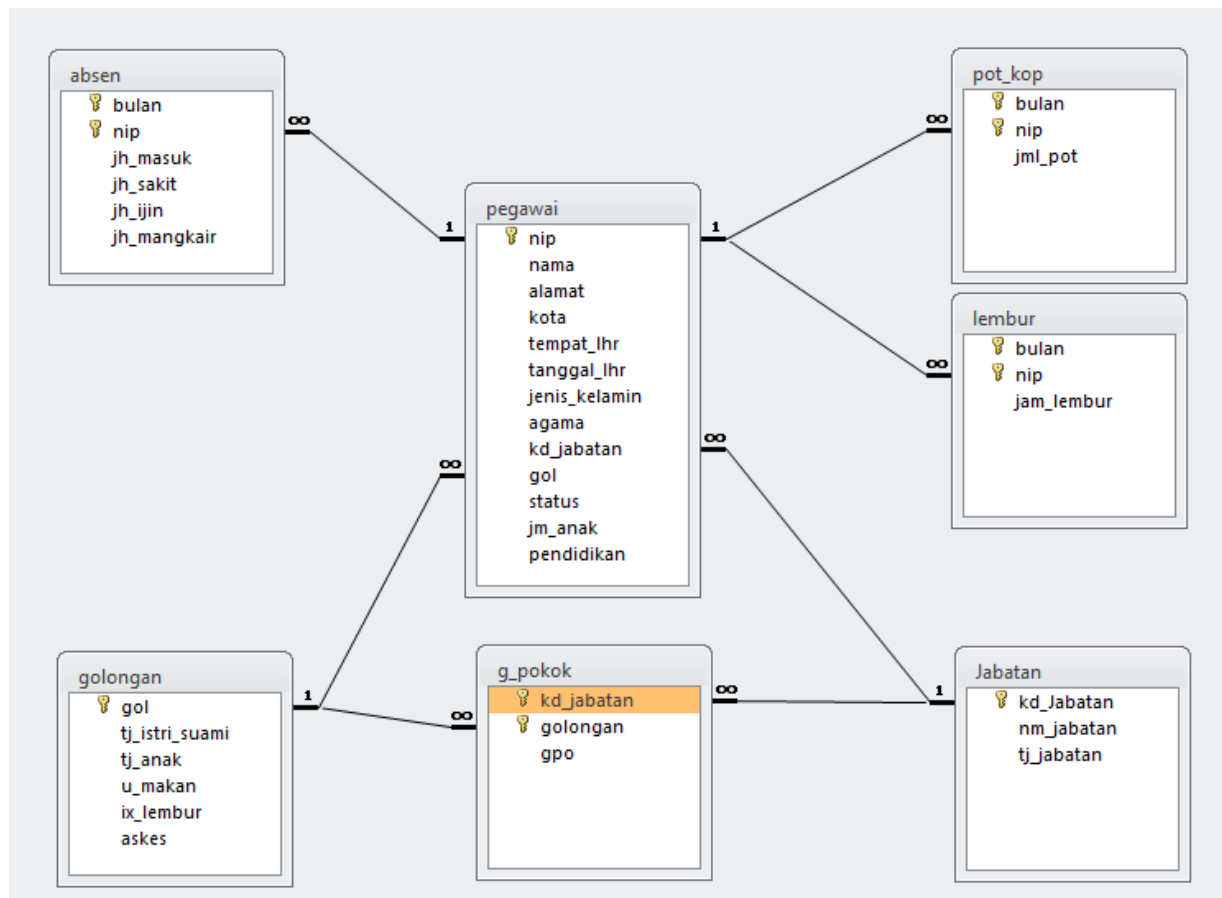 absen
bulan
nip
jh_masuk
jh_sakit
jh_ijin
jh_mangkair
∞
1
pegawai
nip
nama
alamat
kota
tempat_lhr
tanggal_lhr
jenis_kelamin
agama
kd_jabatan
gol
status
jm_anak
pendidikan
1
∞
∞
∞
∞
pot_kop
bulan
nip
jml_pot
lembur
bulan
nip
jam_lembur
golongan
gol
tj_istri_suami
tj_anak
u_makan
ix_lembur
askes
1
∞
g_pokok
kd_jabatan
golongan
gpo
∞
1
Jabatan
kd_Jabatan
nm_jabatan
tj_jabatan